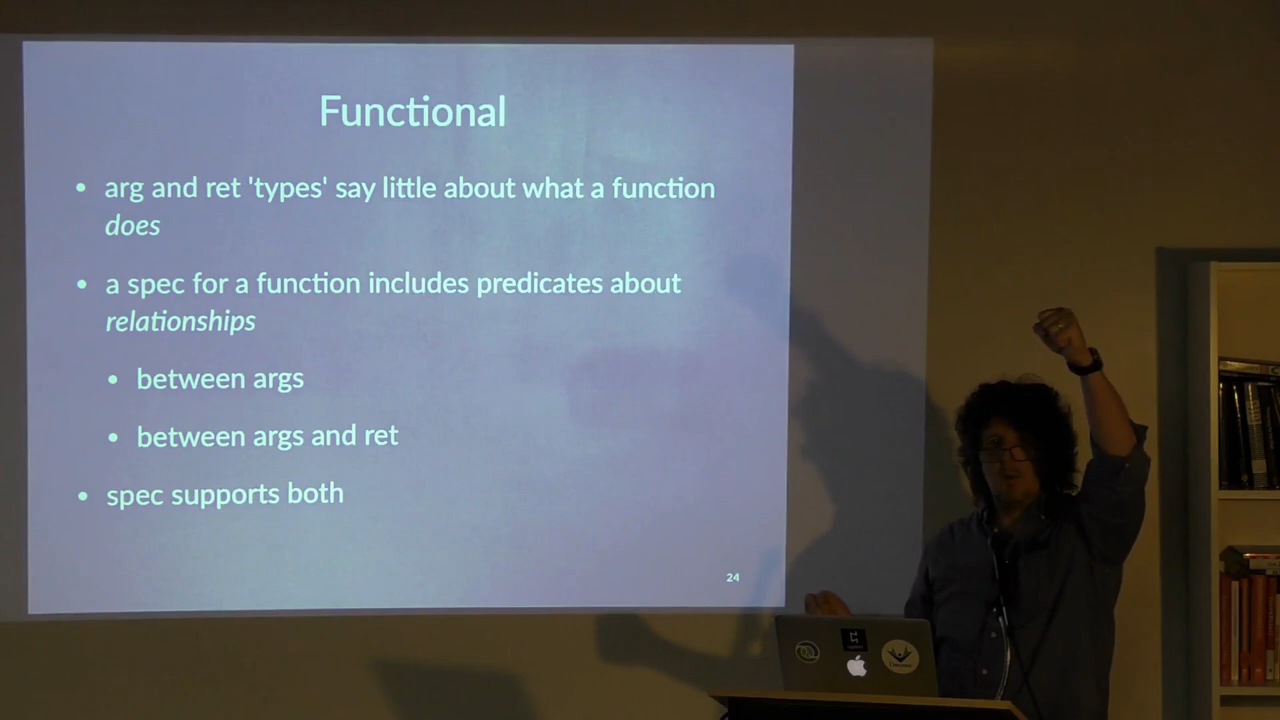 Functional
• arg and ret 'types' say little about what a function
does
• a spec for a function includes predicates about
relationships
• between args
• between args and ret
• spec supports both
24